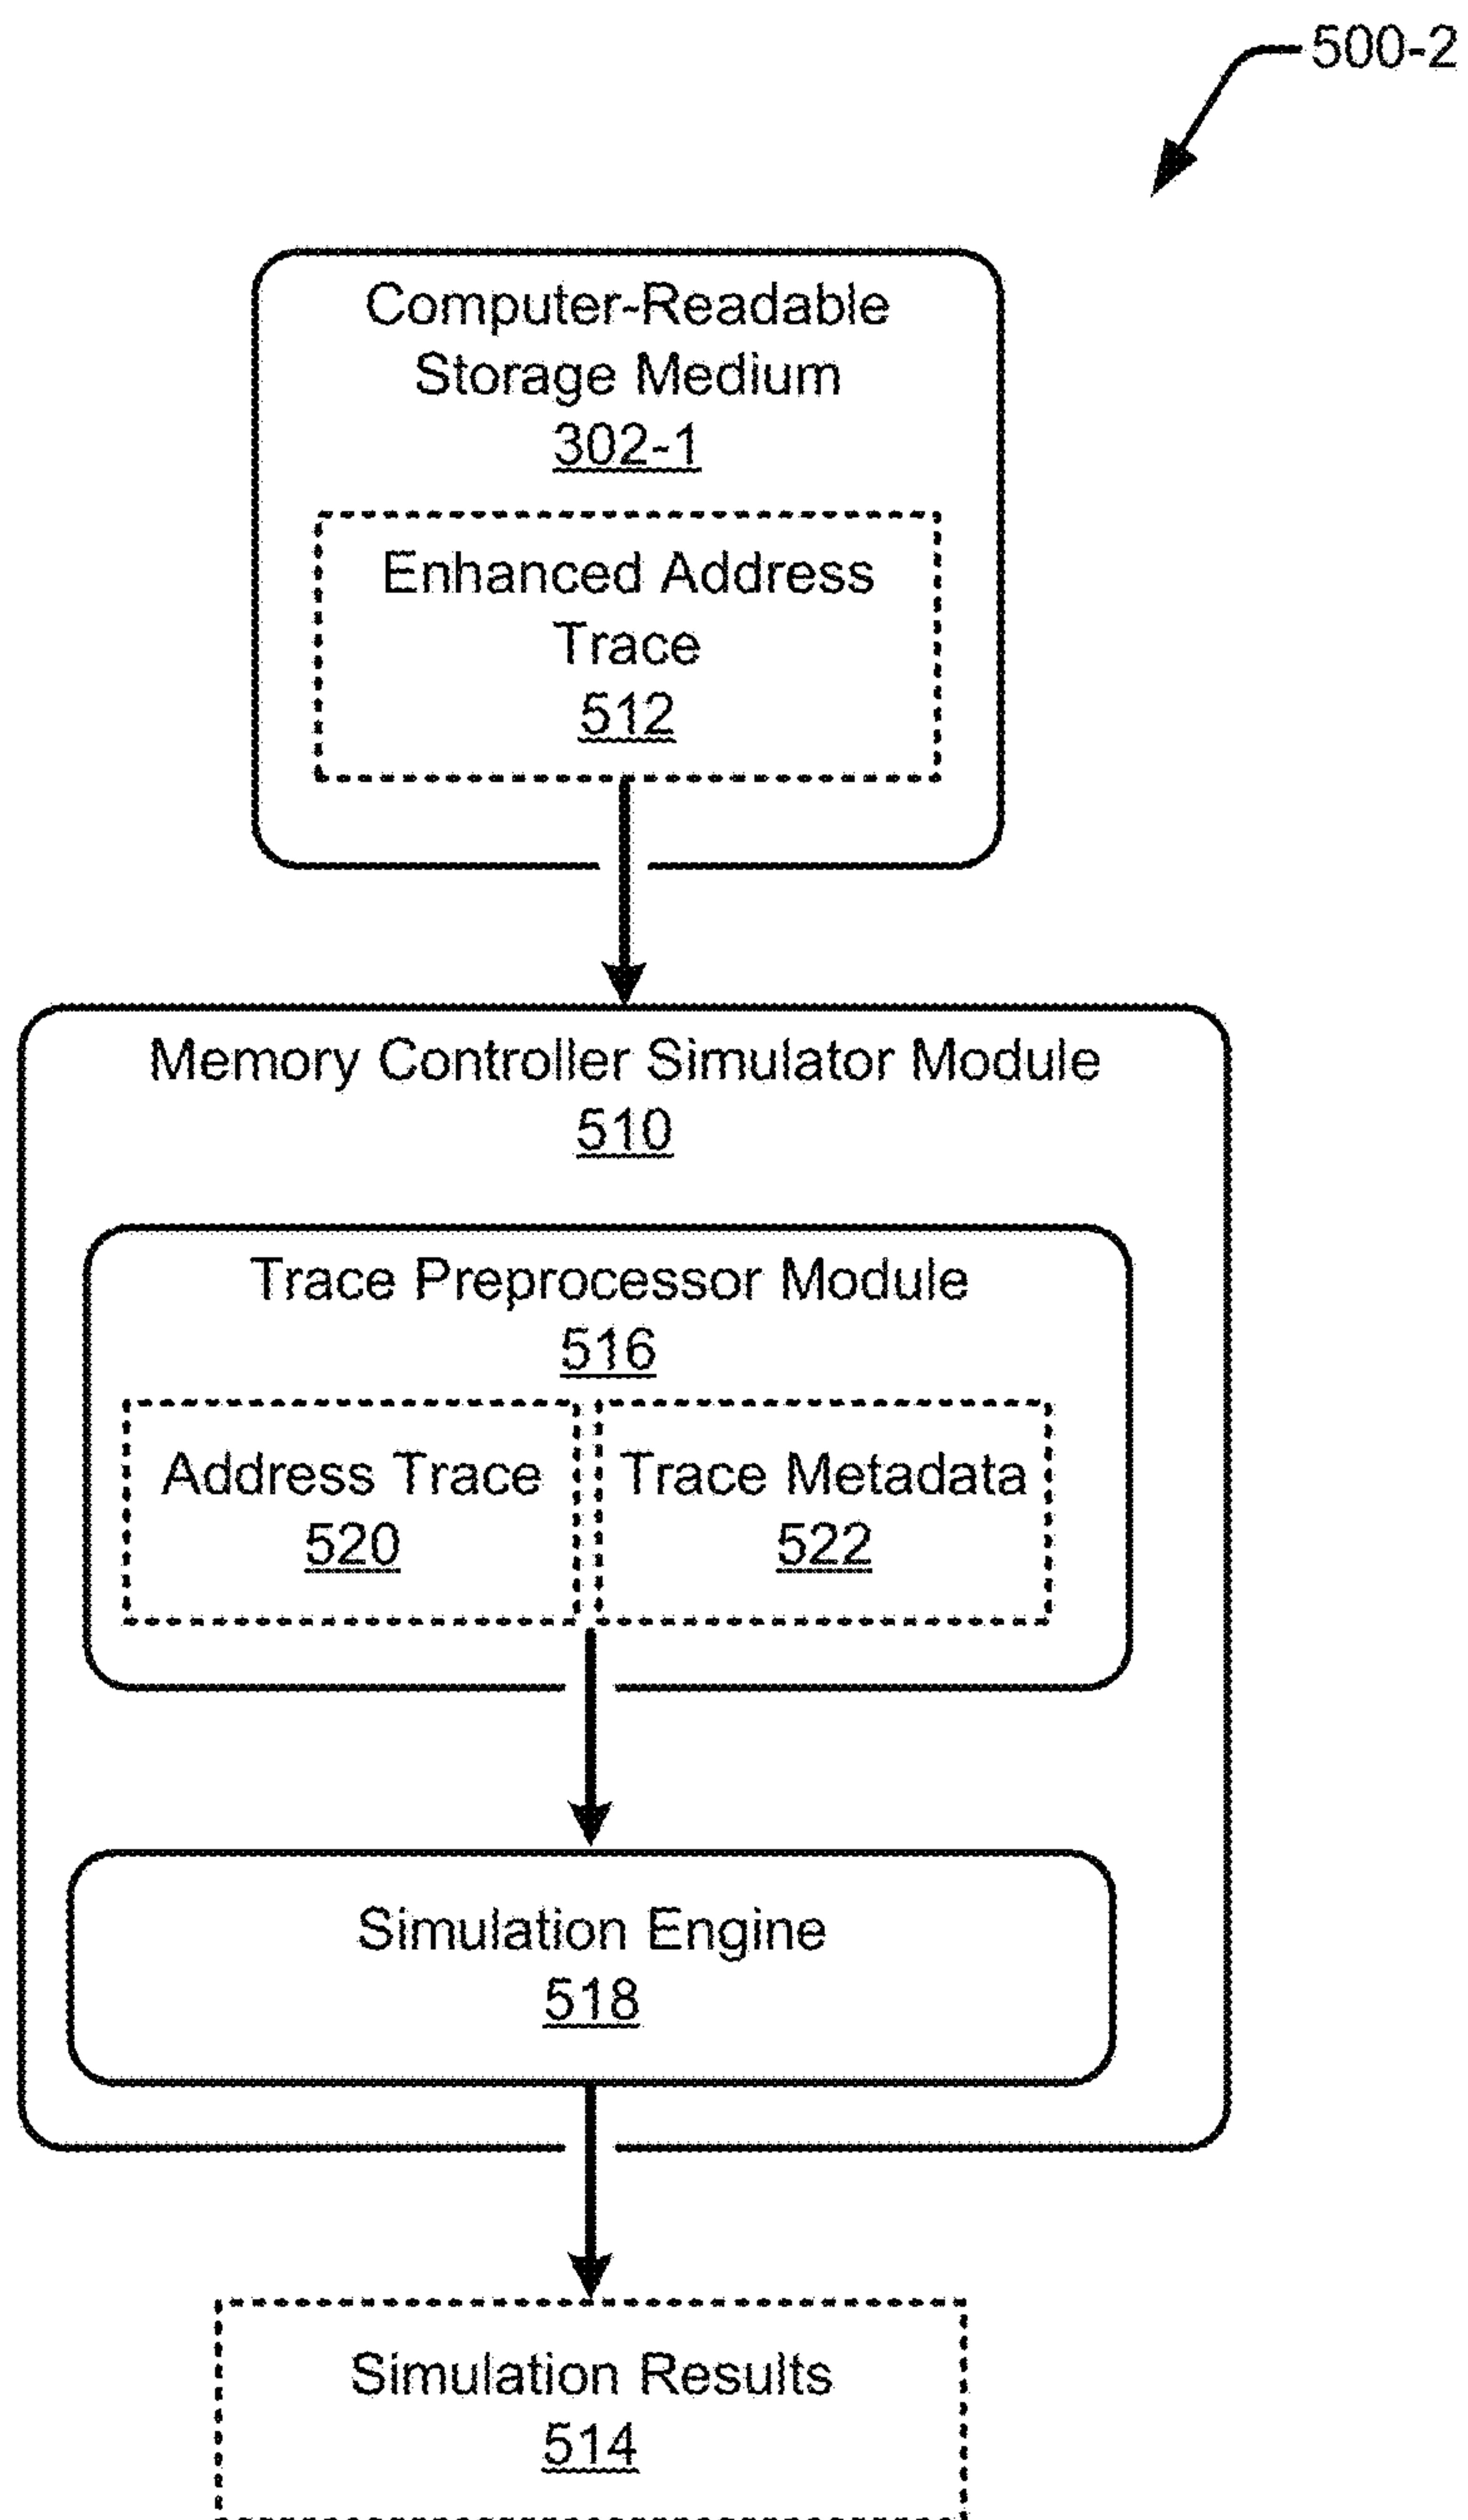 500-2
Computer-Readable
Storage Medium
302-1
Enhanced Address
Trace
512
Memory Controller Simulator Module
510
Trace Preprocessor Module
516
Address Trace
520
Trace Metadata
522
Simulation Engine
518
Simulation Results
514